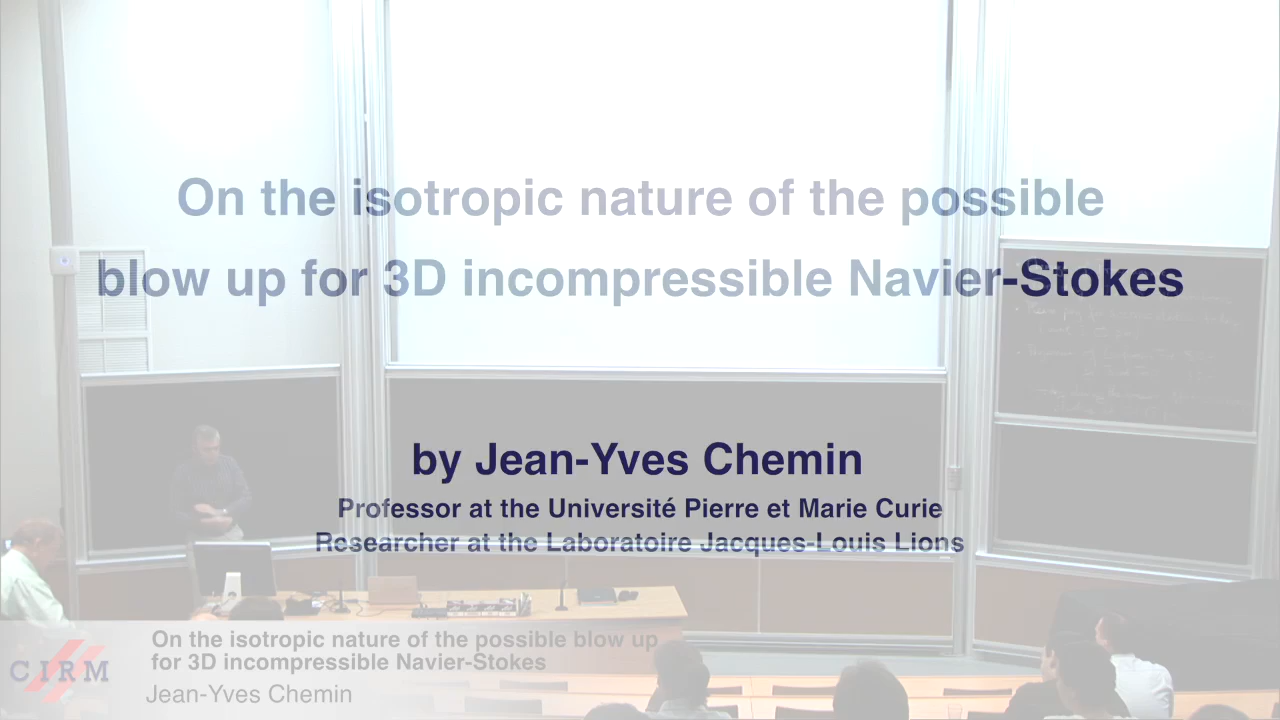 On the isotropic nature of the possible
blow up for 3D incompressible Navier-Stokes
by Jean-Yves Chemin
Professor at the Université Pierre et Marie Curie
Researcher at the Laboratoire Jacques-Louis Lions
On the isotropic nature of the possible blow up
for 3D incompressible Navier-Stokes
CIRM
Jean-Yves Chemin